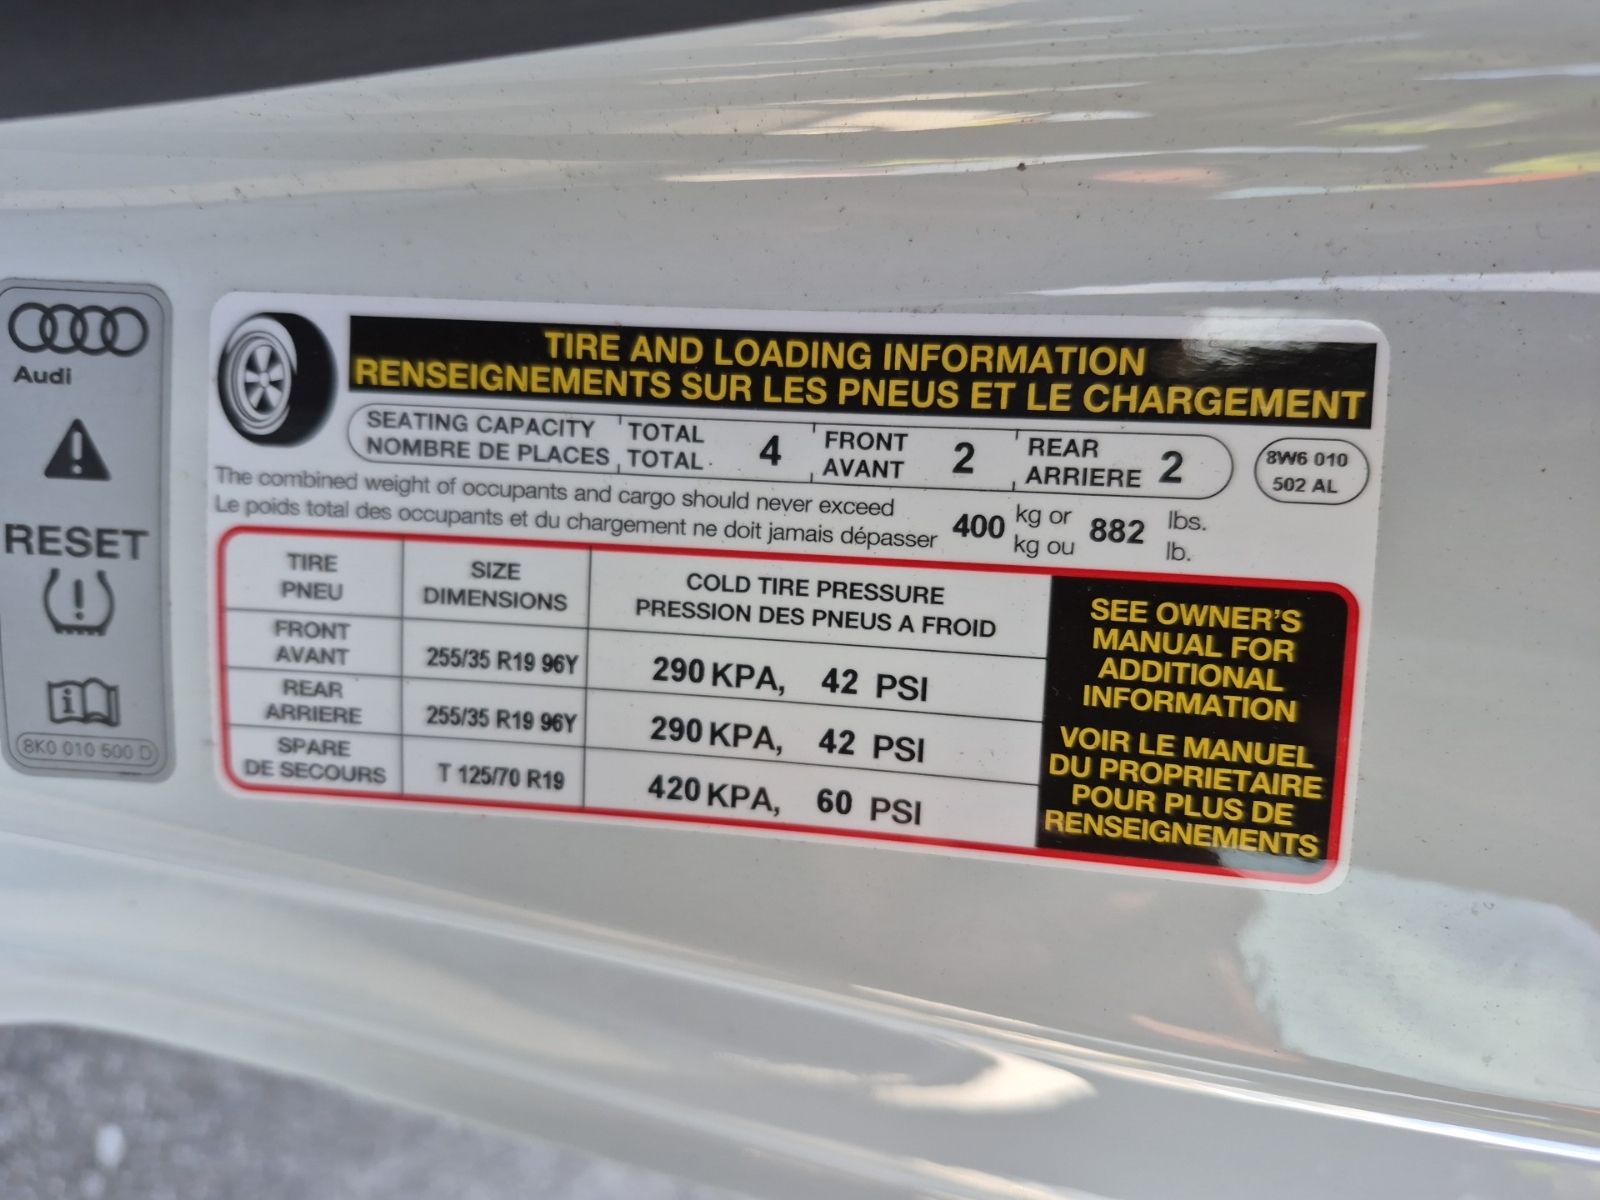 Audi
RESET
8K0 010 500 D
TIRE AND LOADING INFORMATION
RENSEIGNEMENTS SUR LES PNEUS ET LE CHARGEMENT
SEATING CAPACITY TOTAL 4 FRONT 2 REAR 2
NOMBRE DE PLACES TOTAL AVANT ARRIERE
8W6 010
502 AL
The combined weight of occupants and cargo should never exceed 400 kg or 882 lbs.
Le poids total des occupants et du chargement ne doit jamais dépasser kg ou lb.
TIRE SIZE COLD TIRE PRESSURE
PNEU DIMENSIONS PRESSION DES PNEUS A FROID
FRONT
AVANT 255/35 R19 96Y 290 KPA, 42 PSI
REAR
ARRIERE 255/35 R19 96Y 290 KPA, 42 PSI
SPARE
DE SECOURS T 125/70 R19 420 KPA, 60 PSI
SEE OWNER'S
MANUAL FOR
ADDITIONAL
INFORMATION
VOIR LE MANUEL
DU PROPRIETAIRE
POUR PLUS DE
RENSEIGNEMENTS